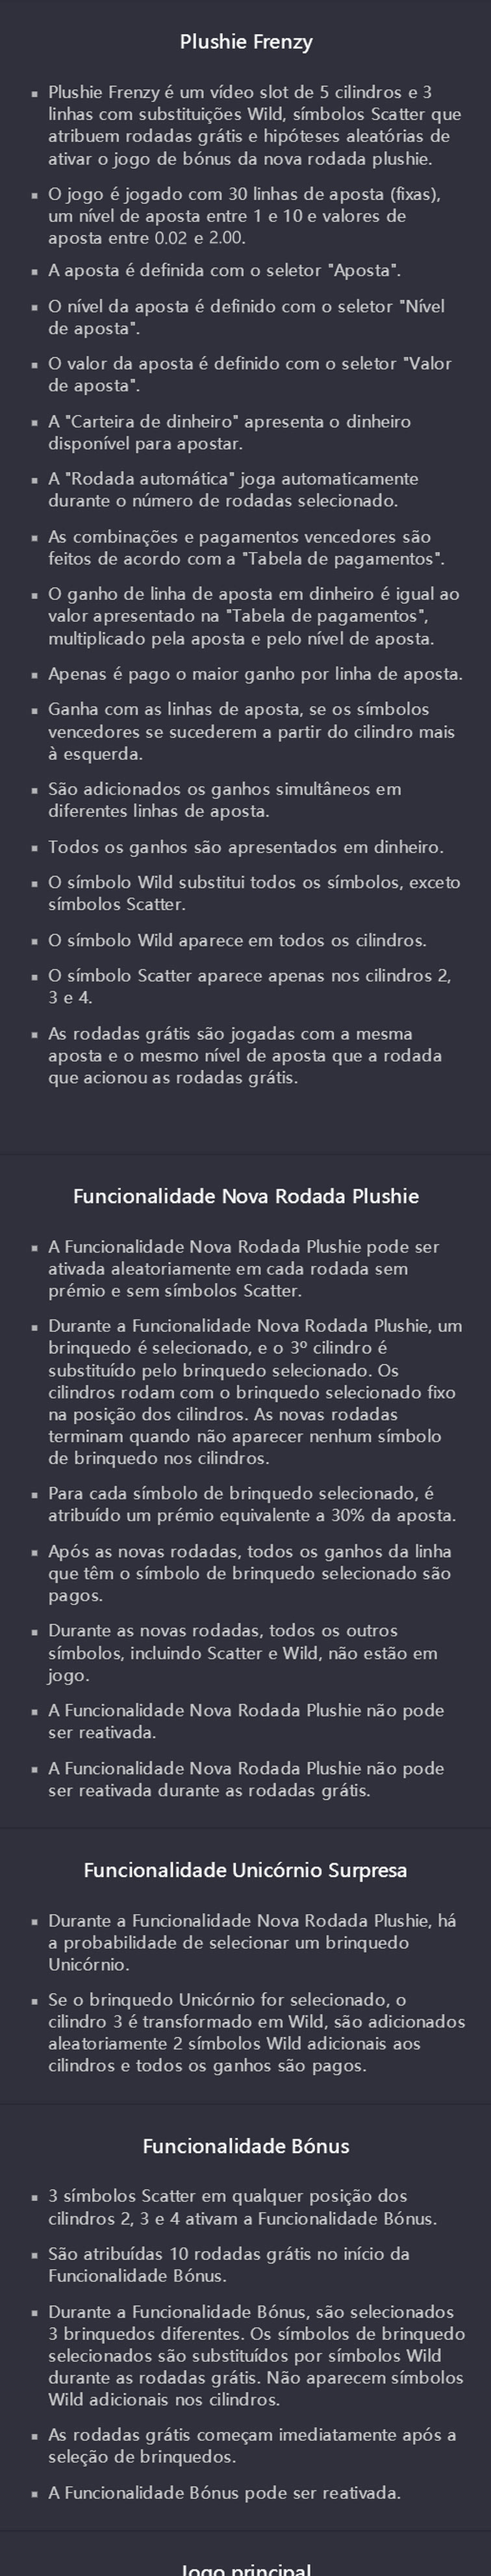 Plushie Frenzy
▪ Plushie Frenzy é um vídeo slot de 5 cilindros e 3
linhas com substituições Wild, símbolos Scatter que
atribuem rodadas grátis e hipóteses aleatórias de
ativar o jogo de bónus da nova rodada plushie.
▪ O jogo é jogado com 30 linhas de aposta (fixas),
um nível de aposta entre 1 e 10 e valores de
aposta entre 0.02 e 2.00.
▪ A aposta é definida com o seletor "Aposta".
▪ O nível da aposta é definido com o seletor "Nível
de aposta".
▪ O valor da aposta é definido com o seletor "Valor
de aposta".
▪ A "Carteira de dinheiro" apresenta o dinheiro
disponível para apostar.
▪ A "Rodada automática" joga automaticamente
durante o número de rodadas selecionado.
▪ As combinações e pagamentos vencedores são
feitos de acordo com a "Tabela de pagamentos".
▪ O ganho de linha de aposta em dinheiro é igual ao
valor apresentado na "Tabela de pagamentos",
multiplicado pela aposta e pelo nível de aposta.
▪ Apenas é pago o maior ganho por linha de aposta.
▪ Ganha com as linhas de aposta, se os símbolos
vencedores se sucederem a partir do cilindro mais
à esquerda.
▪ São adicionados os ganhos simultâneos em
diferentes linhas de aposta.
▪ Todos os ganhos são apresentados em dinheiro.
▪ O símbolo Wild substitui todos os símbolos, exceto
símbolos Scatter.
▪ O símbolo Wild aparece em todos os cilindros.
▪ O símbolo Scatter aparece apenas nos cilindros 2,
3 e 4.
▪ As rodadas grátis são jogadas com a mesma
aposta e o mesmo nível de aposta que a rodada
que acionou as rodadas grátis.
Funcionalidade Nova Rodada Plushie
▪ A Funcionalidade Nova Rodada Plushie pode ser
ativada aleatoriamente em cada rodada sem
prémio e sem símbolos Scatter.
▪ Durante a Funcionalidade Nova Rodada Plushie, um
brinquedo é selecionado, e o 3º cilindro é
substituído pelo brinquedo selecionado. Os
cilindros rodam com o brinquedo selecionado fixo
na posição dos cilindros. As novas rodadas
terminam quando não aparecer nenhum símbolo
de brinquedo nos cilindros.
▪ Para cada símbolo de brinquedo selecionado, é
atribuído um prémio equivalente a 30% da aposta.
▪ Após as novas rodadas, todos os ganhos da linha
que têm o símbolo de brinquedo selecionado são
pagos.
▪ Durante as novas rodadas, todos os outros
símbolos, incluindo Scatter e Wild, não estão em
jogo.
▪ A Funcionalidade Nova Rodada Plushie não pode
ser reativada.
▪ A Funcionalidade Nova Rodada Plushie não pode
ser reativada durante as rodadas grátis.
Funcionalidade Unicórnio Surpresa
▪ Durante a Funcionalidade Nova Rodada Plushie, há
a probabilidade de selecionar um brinquedo
Unicórnio.
▪ Se o brinquedo Unicórnio for selecionado, o
cilindro 3 é transformado em Wild, são adicionados
aleatoriamente 2 símbolos Wild adicionais aos
cilindros e todos os ganhos são pagos.
Funcionalidade Bónus
▪ 3 símbolos Scatter em qualquer posição dos
cilindros 2, 3 e 4 ativam a Funcionalidade Bónus.
▪ São atribuídas 10 rodadas grátis no início da
Funcionalidade Bónus.
▪ Durante a Funcionalidade Bónus, são selecionados
3 brinquedos diferentes. Os símbolos de brinquedo
selecionados são substituídos por símbolos Wild
durante as rodadas grátis. Não aparecem símbolos
Wild adicionais nos cilindros.
▪ As rodadas grátis começam imediatamente após a
seleção de brinquedos.
▪ A Funcionalidade Bónus pode ser reativada.
Jogo principal